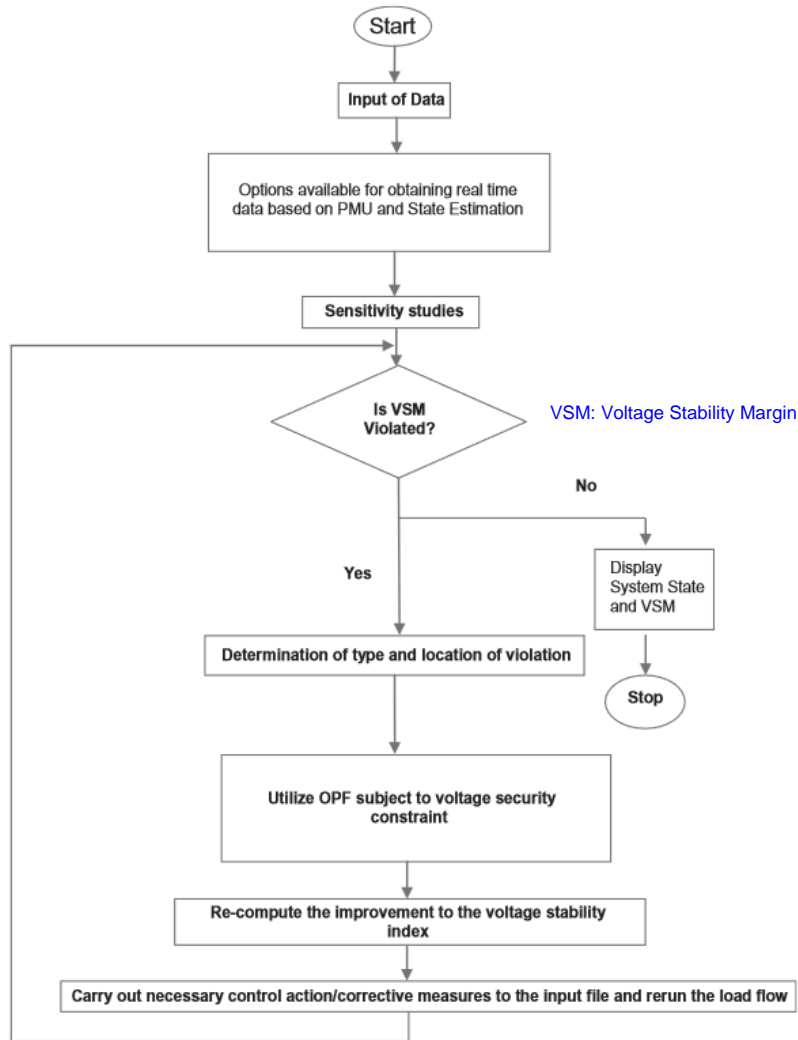 Start
Input of Data
Options available for obtaining real time
data based on PMU and State Estimation
Sensitivity studies
Is VSM
Violated?
VSM: Voltage Stability Margin
No
Yes
Display
System State
and VSM
Determination of type and location of violation
Stop
Utilize OPF subject to voltage security
constraint
Re-compute the improvement to the voltage stability
index
Carry out necessary control action/corrective measures to the input file and rerun the load flow